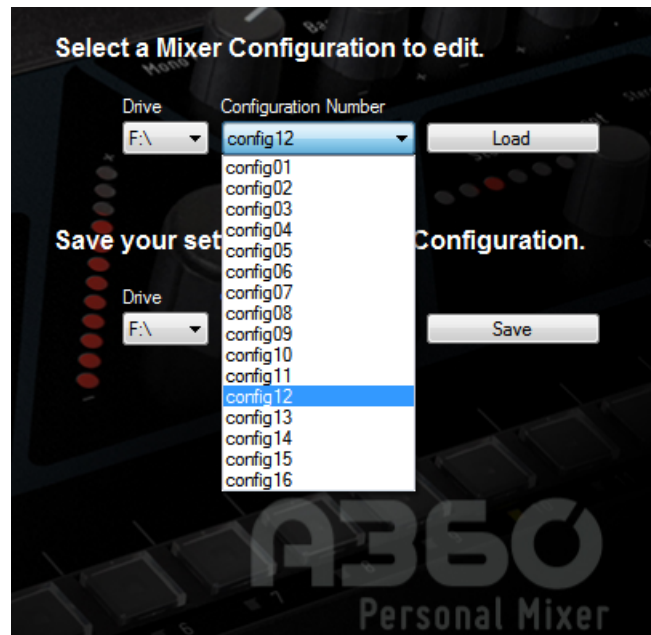 Select a Mixer Configuration to edit.
Mono
Drive Configuration Number
F:\ config12 Load
config01
config02
config03
config04
Save your set Configuration.
config05
config06
config07
Drive
config08
F:\ config09 Save
config10
config11
config12
config13
config14
config15
config16
A360
Personal Mixer